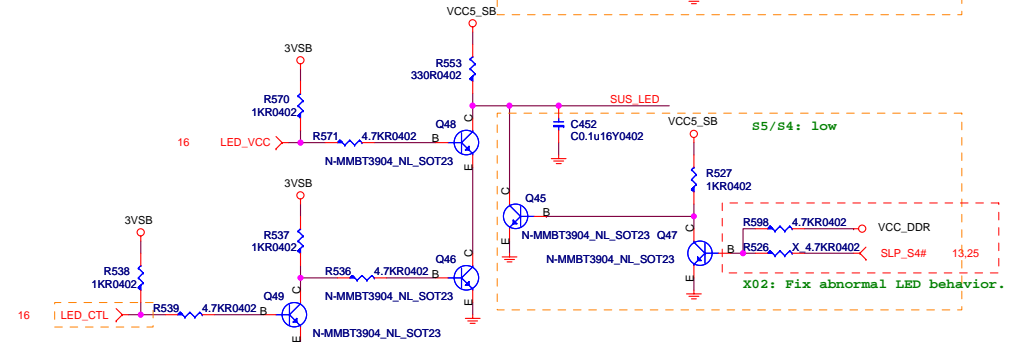 VCC5_SB
3VSB
R553
330R0402
R570
1KR0402
SUS_LED
C452
C0.1u16Y0402
VCC5_SB
S5/S4: low
16
LED_VCC
R571
4.7KR0402
B
Q48
C
E
N-MMBT3904_NL_SOT23
R527
1KR0402
3VSB
C
Q45
B
E
N-MMBT3904_NL_SOT23
Q47
C
B
E
N-MMBT3904_NL_SOT23
R598
4.7KR0402
VCC_DDR
R526
X_4.7KR0402
SLP_S4#
13,25
X02: Fix abnormal LED behavior.
3VSB
R537
1KR0402
R538
1KR0402
R536
4.7KR0402
B
Q46
C
E
N-MMBT3904_NL_SOT23
16
LED_CTL
R539
4.7KR0402
B
Q49
C
E
N-MMBT3904_NL_SOT23